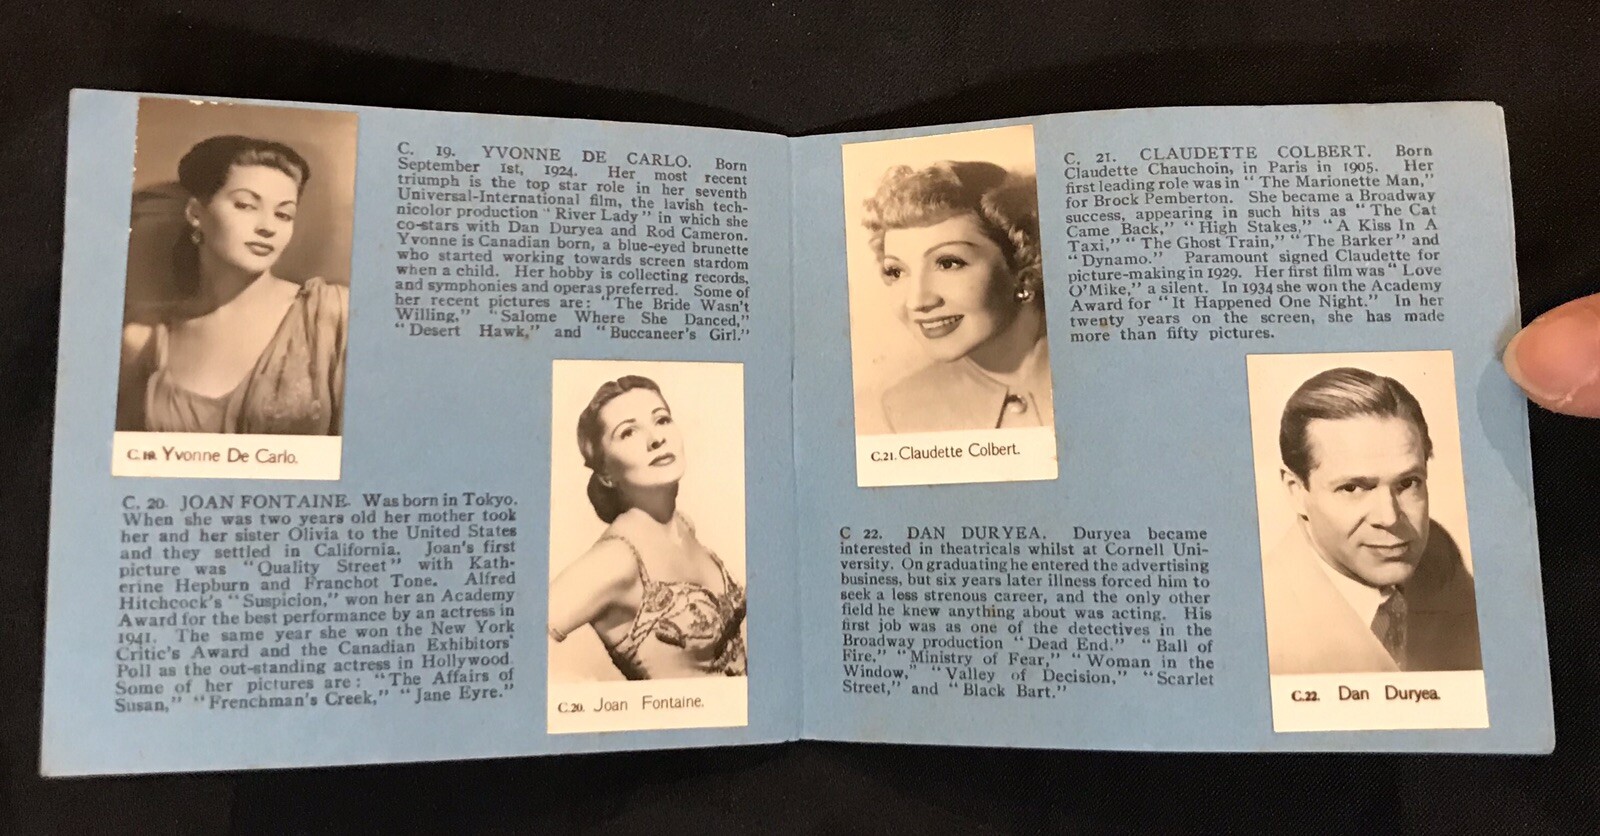 C. 19. YVONNE DE CARLO. Born
September 1st, 1924. Her most recent
triumph is the top star role in her seventh
Universal-International film, the lavish tech-
nicolor production "River Lady" in which she
co-stars with Dan Duryea and Rod Cameron.
Yvonne is Canadian born, a blue-eyed brunette
who started working towards screen stardom
when a child. Her hobby is collecting records,
and symphonies and operas preferred. Some of
her recent pictures are: "The Bride Wasn't
Willing," "Salome Where She Danced,"
"Desert Hawk," and "Buccaneer's Girl."
C.19. Yvonne De Carlo.
C. 20. JOAN FONTAINE. Was born in Tokyo.
When she was two years old her mother took
her and her sister Olivia to the United States
and they settled in California. Joan's first
picture was "Quality Street" with Kath-
erine Hepburn and Franchot Tone. Alfred
Hitchcock's "Suspicion," won her an Academy
Award for the best performance by an actress in
1941. The same year she won the New York
Critic's Award and the Canadian Exhibitors'
Poll as the out-standing actress in Hollywood.
Some of her pictures are: "The Affairs of
Susan," "Frenchman's Creek," "Jane Eyre."
C.20. Joan Fontaine.
C. 21. CLAUDETTE COLBERT. Born
Claudette Chauchoin, in Paris in 1905. Her
first leading role was in "The Marionette Man,"
for Brock Pemberton. She became a Broadway
success, appearing in such hits as "The Cat
Came Back," "High Stakes," "A Kiss In A
Taxi," "The Ghost Train," "The Barker" and
"Dynamo." Paramount signed Claudette for
picture-making in 1929. Her first film was "Love
O'Mike," a silent. In 1934 she won the Academy
Award for "It Happened One Night." In her
twenty years on the screen, she has made
more than fifty pictures.
C.21. Claudette Colbert.
C 22. DAN DURYEA. Duryea became
interested in theatricals whilst at Cornell Uni-
versity. On graduating he entered the advertising
business, but six years later illness forced him to
seek a less strenous career, and the only other
field he knew anything about was acting. His
first job was as one of the detectives in the
Broadway production "Dead End." "Ball of
Fire," "Ministry of Fear," "Woman in the
Window," "Valley of Decision," "Scarlet
Street," and "Black Bart."
C.22. Dan Duryea.